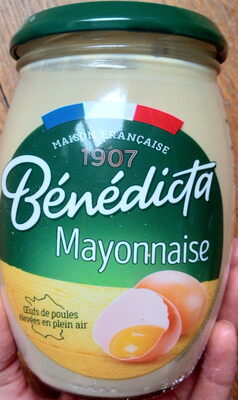 MAISON FRANÇAISE
1907
Bénédicta
Mayonnaise
Œufs de poules
élevées en plein air